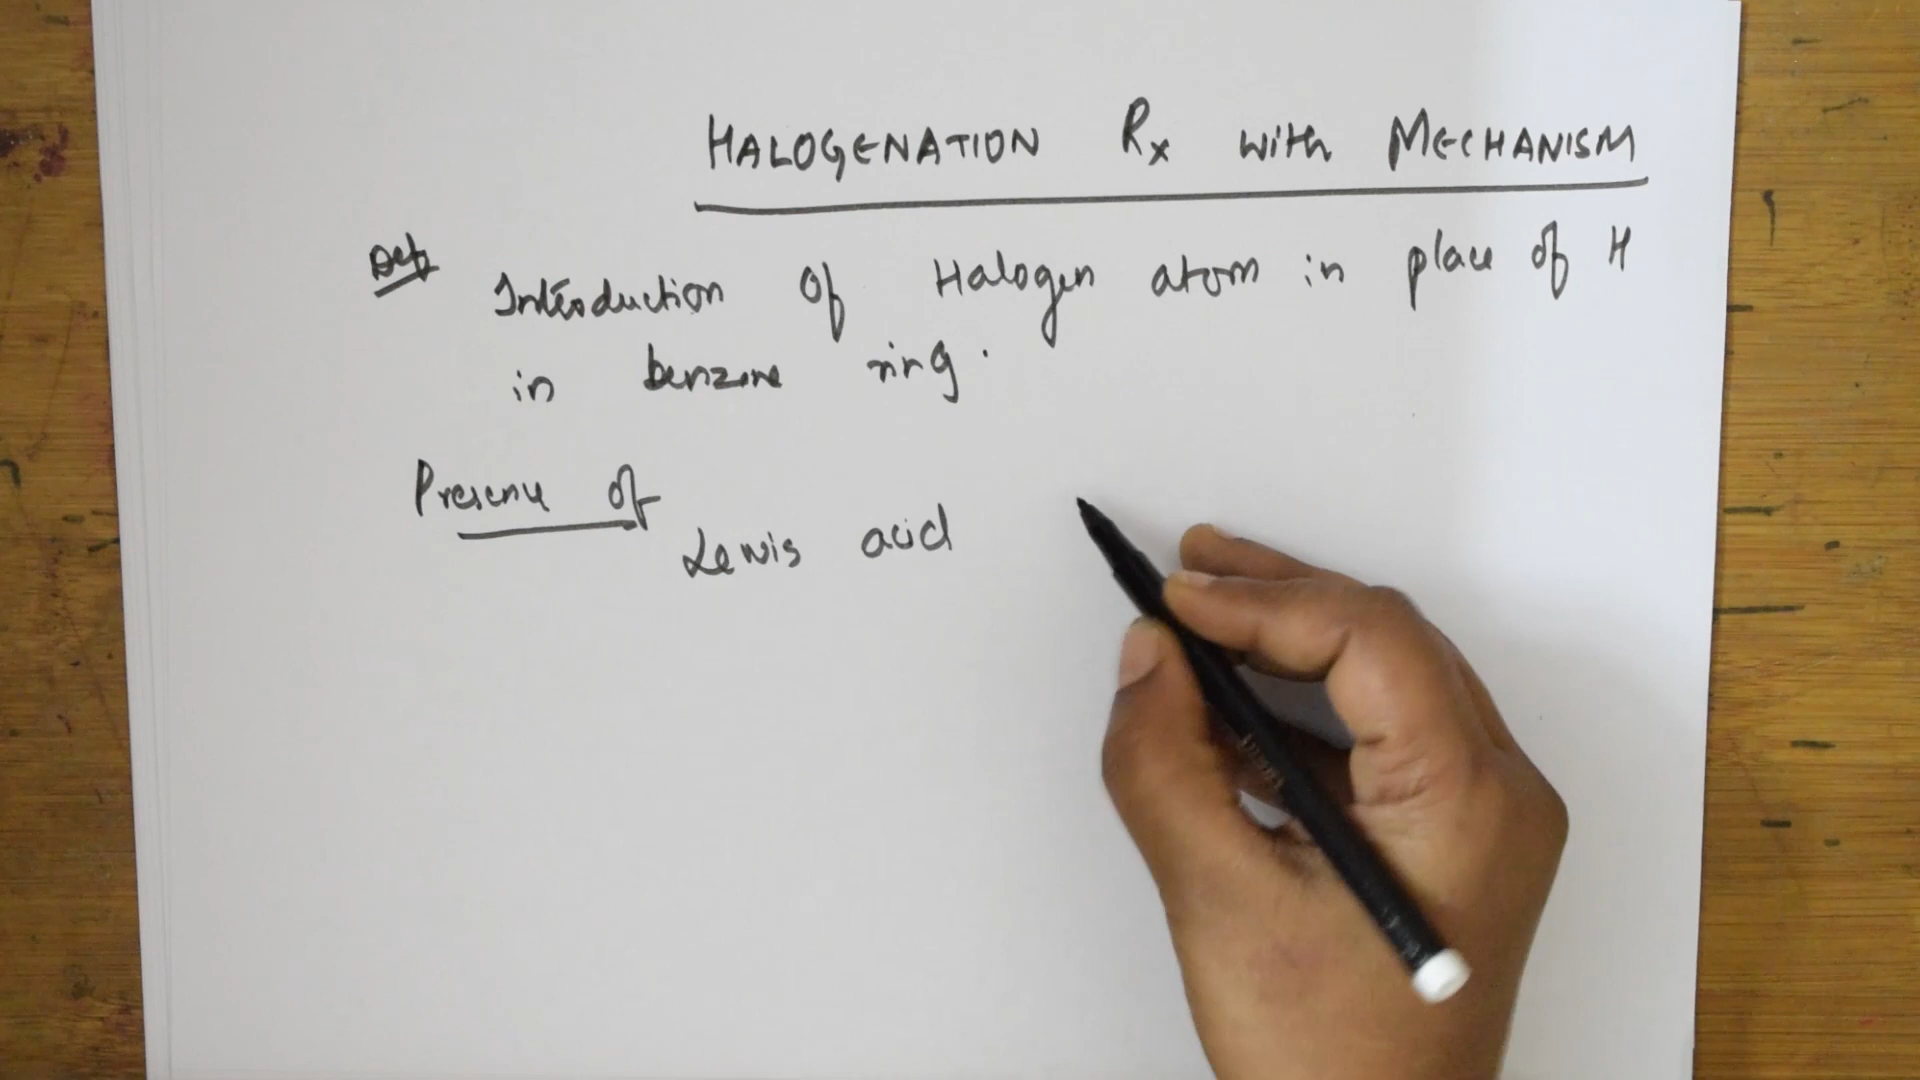 HALOGENATION Rx with MECHANISM
Def Introduction of Halogen atom in place of H
in benzene ring.
Presence of
Lewis acid